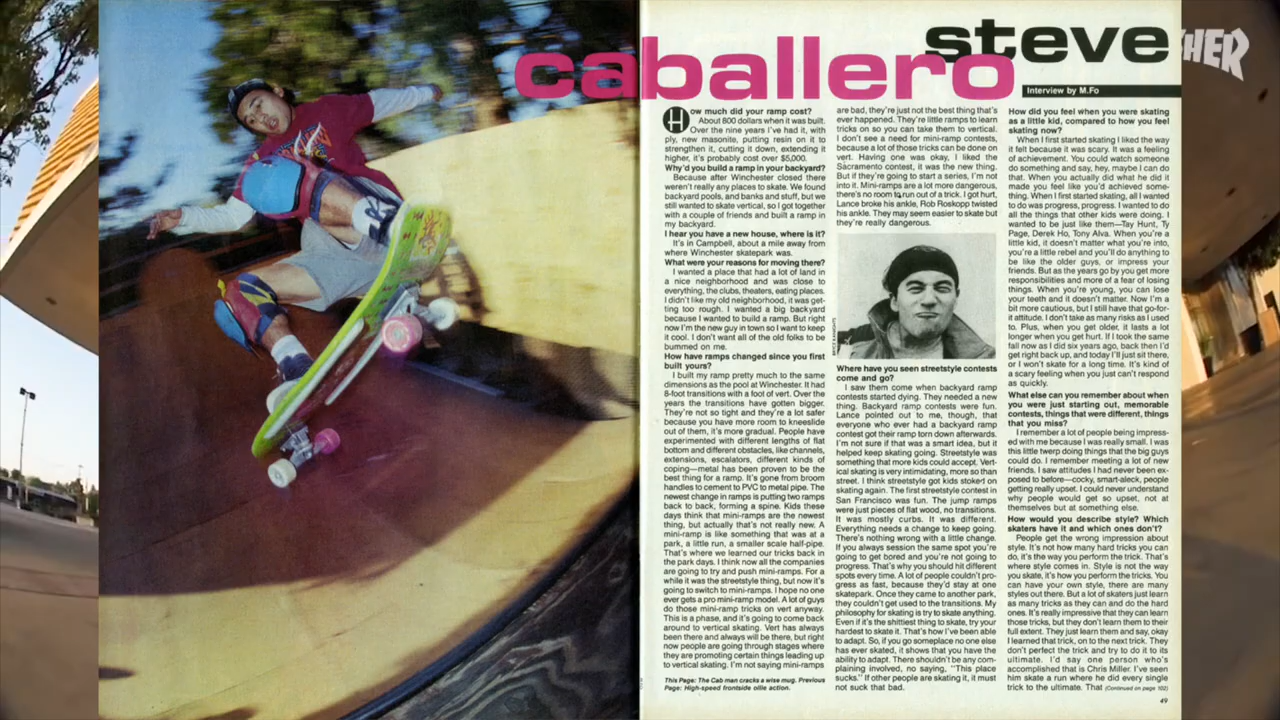 steve
caballero
HER
Interview by M.Fo
How much did your ramp cost?
About 800 dollars when it was built.
Over the nine years I've had it, with
ply, new masonite, putting resin on it to
strengthen it, cutting it down, extending it
higher, it's probably cost over $5,000.
Why'd you build a ramp in your backyard?
Because after Winchester closed there
weren't really any places to skate. We found
backyard pools, and banks and stuff, but we
still wanted to skate vertical, so I got together
with a couple of friends and built a ramp in
my backyard.
I hear you have a new house, where is it?
It's in Campbell, about a mile away from
where Winchester skatepark was.
What were your reasons for moving there?
I wanted a place that had a lot of land in
a nice neighborhood and was close to
everything, the clubs, theaters, eating places.
I didn't like my old neighborhood, it was get-
ting too rough. I wanted a big backyard
because I wanted to build a ramp. But right
now I'm the new guy in town so I want to keep
it cool. I don't want all of the old folks to be
bummed on me.
How have ramps changed since you first
built yours?
I built my ramp pretty much to the same
dimensions as the pool at Winchester. It had
8-foot transitions with a foot of vert. Over the
years the transitions have gotten bigger.
They're not so tight and they're a lot safer
because you have more room to kneeslide
out of them, it's more gradual. People have
experimented with different lengths of flat
bottom and different obstacles, like channels,
extensions, escalators, different kinds of
coping—metal has been proven to be the
best thing for a ramp. It's gone from broom
handles to cement to PVC to metal pipe. The
newest change in ramps is putting two ramps
back to back, forming a spine. Kids these
days think that mini-ramps are the newest
thing, but actually that's not really new. A
mini-ramp is like something that was at a
park, a little run, a smaller scale half-pipe.
That's where we learned our tricks back in
the park days. I think now all the companies
are going to try and push mini-ramps. For a
while it was the streetstyle thing, but now it's
going to switch to mini-ramps. I hope no one
ever gets a pro mini-ramp model. A lot of guys
do those mini-ramp tricks on vert anyway.
This is a phase, and it's going to come back
around to vertical skating. Vert has always
been there and always will be there, but right
now people are going through stages where
they are promoting certain things leading up
to vertical skating. I'm not saying mini-ramps
This Page: The Cab man cracks a wise mug. Previous
Page: High-speed frontside ollie action.
are bad, they're just not the best thing that's
ever happened. They're little ramps to learn
tricks on so you can take them to vertical.
I don't see a need for mini-ramp contests,
because a lot of those tricks can be done on
vert. Having one was okay, I liked the
Sacramento contest, it was the new thing.
But if they're going to start a series, I'm not
into it. Mini-ramps are a lot more dangerous,
there's no room to run out of a trick. I got hurt,
Lance broke his ankle, Rob Roskopp twisted
his ankle. They may seem easier to skate but
they're really dangerous.
Where have you seen streetstyle contests
come and go?
I saw them come when backyard ramp
contests started dying. They needed a new
thing. Backyard ramp contests were fun.
Lance pointed out to me, though, that
everyone who ever had a backyard ramp
contest got their ramp torn down afterwards.
I'm not sure if that was a smart idea, but it
helped keep skating going. Streetstyle was
something that more kids could accept. Vert-
ical skating is very intimidating, more so than
street. I think streetstyle got kids stoked on
skating again. The first streetstyle contest in
San Francisco was fun. The jump ramps
were just pieces of flat wood, no transitions.
It was mostly curbs. It was different.
Everything needs a change to keep going.
There's nothing wrong with a little change.
If you always session the same spot you're
going to get bored and you're not going to
progress. That's why you should hit different
spots every time. A lot of people couldn't pro-
gress as fast, because they'd stay at one
skatepark. Once they came to another park,
they couldn't get used to the transitions. My
philosophy for skating is try to skate anything.
Even if it's the shittiest thing to skate, try your
hardest to skate it. That's how I've been able
to adapt. So, if you go someplace no one else
has ever skated, it shows that you have the
ability to adapt. There shouldn't be any com-
plaining involved, no saying, "This place
sucks." If other people are skating it, it must
not suck that bad.
How did you feel when you were skating
as a little kid, compared to how you feel
skating now?
When I first started skating I liked the way
it felt because it was scary. It was a feeling
of achievement. You could watch someone
do something and say, hey, maybe I can do
that. When you actually did what he did it
made you feel like you'd achieved some-
thing. When I first started skating, all I wanted
to do was progress, progress. I wanted to do
all the things that other kids were doing. I
wanted to be just like them—Tay Hunt, Ty
Page, Derek Ho, Tony Alva. When you're a
little kid, it doesn't matter what you're into,
you're a little rebel and you'll do anything to
be like the older guys, or impress your
friends. But as the years go by you get more
responsibilities and more of a fear of losing
things. When you're young, you can lose
your teeth and it doesn't matter. Now I'm a
bit more cautious, but I still have that go-for-
it attitude. I don't take as many risks as I used
to. Plus, when you get older, it lasts a lot
longer when you get hurt. If I took the same
fall now as I did six years ago, back then I'd
get right back up, and today I'll just sit there,
or I won't skate for a long time. It's kind of
a scary feeling when you just can't respond
as quickly.
What else can you remember about when
you were just starting out, memorable
contests, things that were different, things
that you miss?
I remember a lot of people being impress-
ed with me because I was really small. I was
this little twerp doing things that the big guys
could do. I remember meeting a lot of new
friends. I saw attitudes I had never been ex-
posed to before—cocky, smart-aleck, people
getting really upset. I could never understand
why people would get so upset, not at
themselves but at something else.
How would you describe style? Which
skaters have it and which ones don't?
People get the wrong impression about
style. It's not how many hard tricks you can
do, it's the way you perform the trick. That's
where style comes in. Style is not the way
you skate, it's how you perform the tricks. You
can have your own style, there are many
styles out there. But a lot of skaters just learn
as many tricks as they can and do the hard
ones. It's really impressive that they can learn
those tricks, but they don't learn them to their
full extent. They just learn them and say, okay
I learned that trick, on to the next trick. They
don't perfect the trick and try to do it to its
ultimate. I'd say one person who's
accomplished that is Chris Miller. I've seen
him skate a run where he did every single
trick to the ultimate. That (Continued on page 102)
49